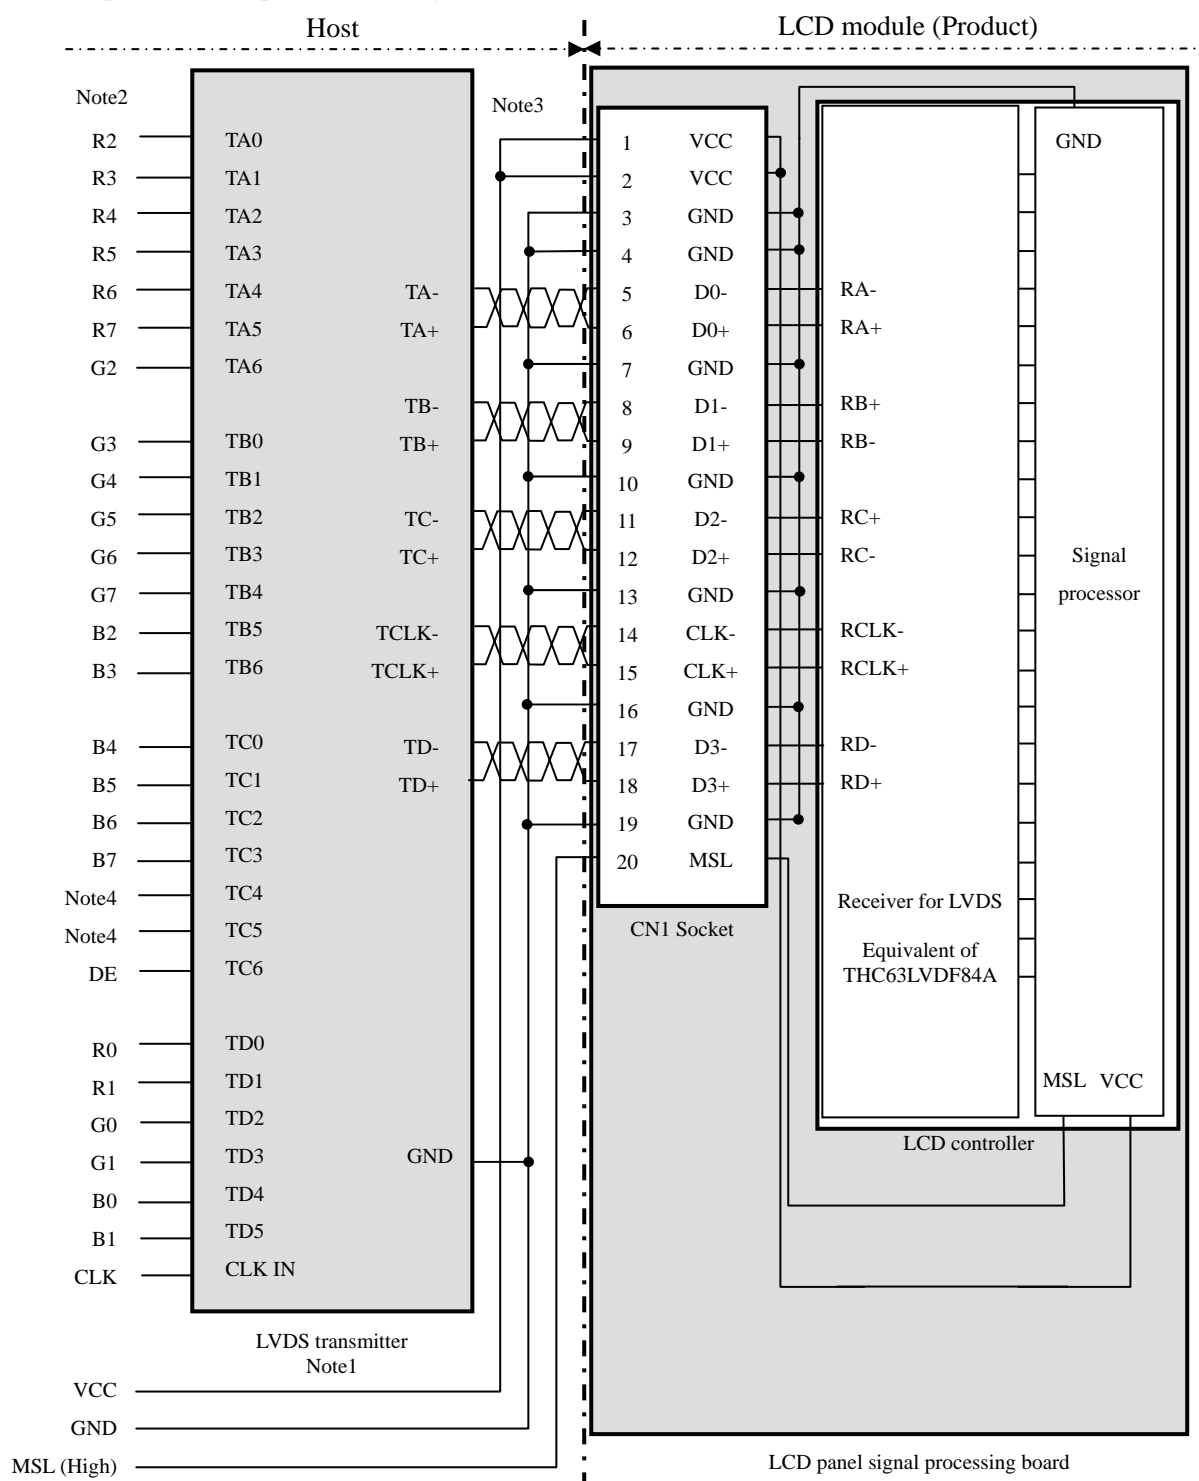 Host
LCD module (Product)
Note2
Note3
R2 TA0 1 VCC GND
R3 TA1 2 VCC
R4 TA2 3 GND
R5 TA3 4 GND
R6 TA4 TA- 5 D0- RA-
R7 TA5 TA+ 6 D0+ RA+
G2 TA6 7 GND
TB- 8 D1- RB+
G3 TB0 TB+ 9 D1+ RB-
G4 TB1 10 GND
G5 TB2 TC- 11 D2- RC+
G6 TB3 TC+ 12 D2+ RC- Signal
G7 TB4 13 GND processor
B2 TB5 TCLK- 14 CLK- RCLK-
B3 TB6 TCLK+ 15 CLK+ RCLK+
16 GND
B4 TC0 TD- 17 D3- RD-
B5 TC1 TD+ 18 D3+ RD+
B6 TC2 19 GND
B7 TC3 20 MSL
Note4 TC4 Receiver for LVDS
Note4 TC5 CN1 Socket
Equivalent of
DE TC6 THC63LVDF84A
R0 TD0
R1 TD1 MSL VCC
G0 TD2
LCD controller
G1 TD3 GND
B0 TD4
B1 TD5
CLK CLK IN
LVDS transmitter
Note1
VCC
GND
MSL (High)
LCD panel signal processing board